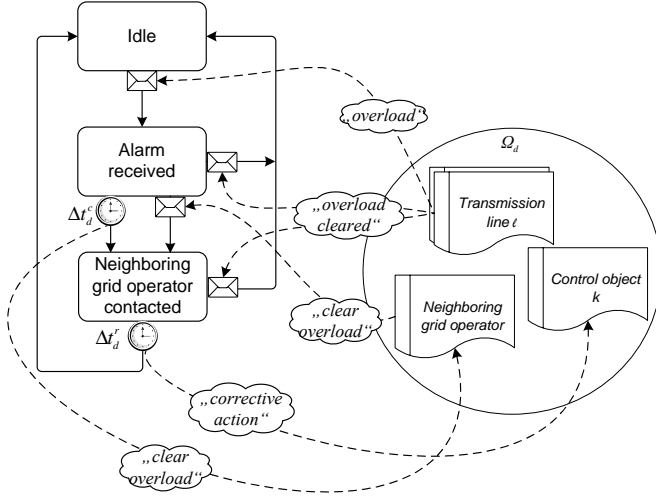 Idle
„overload“
Alarm
received
Ω_d
Transmission
line ℓ
Δt_d^c
„overload
cleared“
Neighboring
grid operator
contacted
Control object
k
„clear
overload“
Neighboring
grid operator
Δt_d^r
„corrective
action“
„clear
overload“